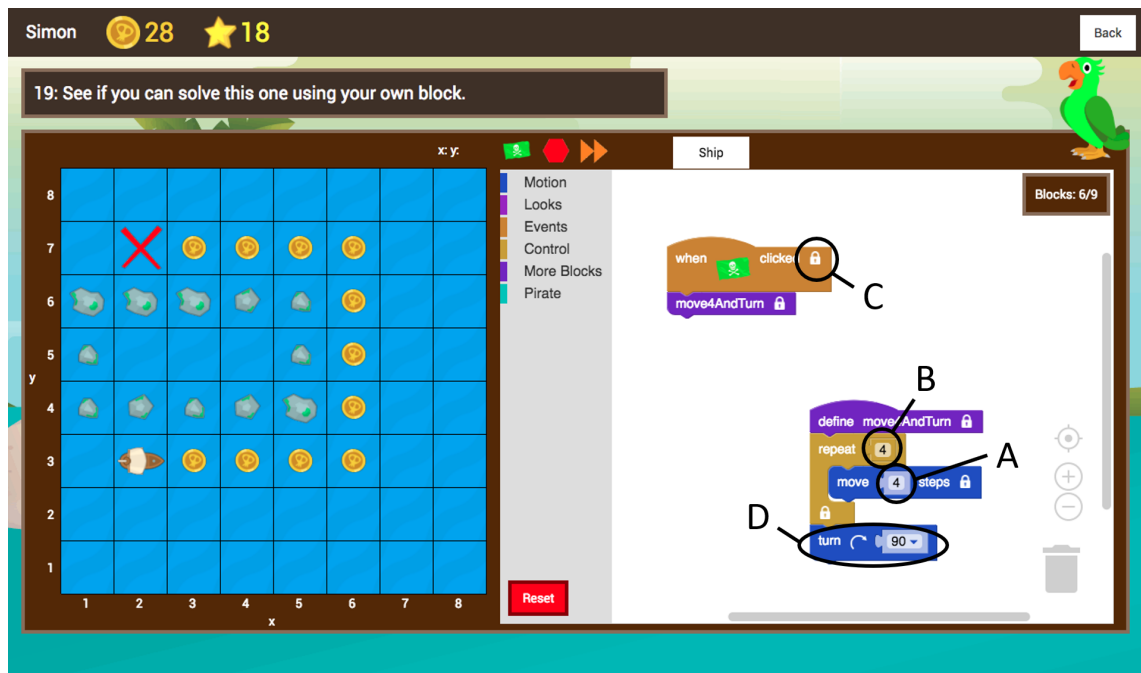 Simon 28 18 Back
19: See if you can solve this one using your own block.
x: y: Ship
Motion
Looks
Events
Control
More Blocks
Pirate
Blocks: 6/9
when clicked
C
move4AndTurn
B
define move4AndTurn
repeat 4
A
move 4 steps
D
turn 90
Reset
8
7
6
5
y
4
3
2
1
1 2 3 4 5 6 7 8
x